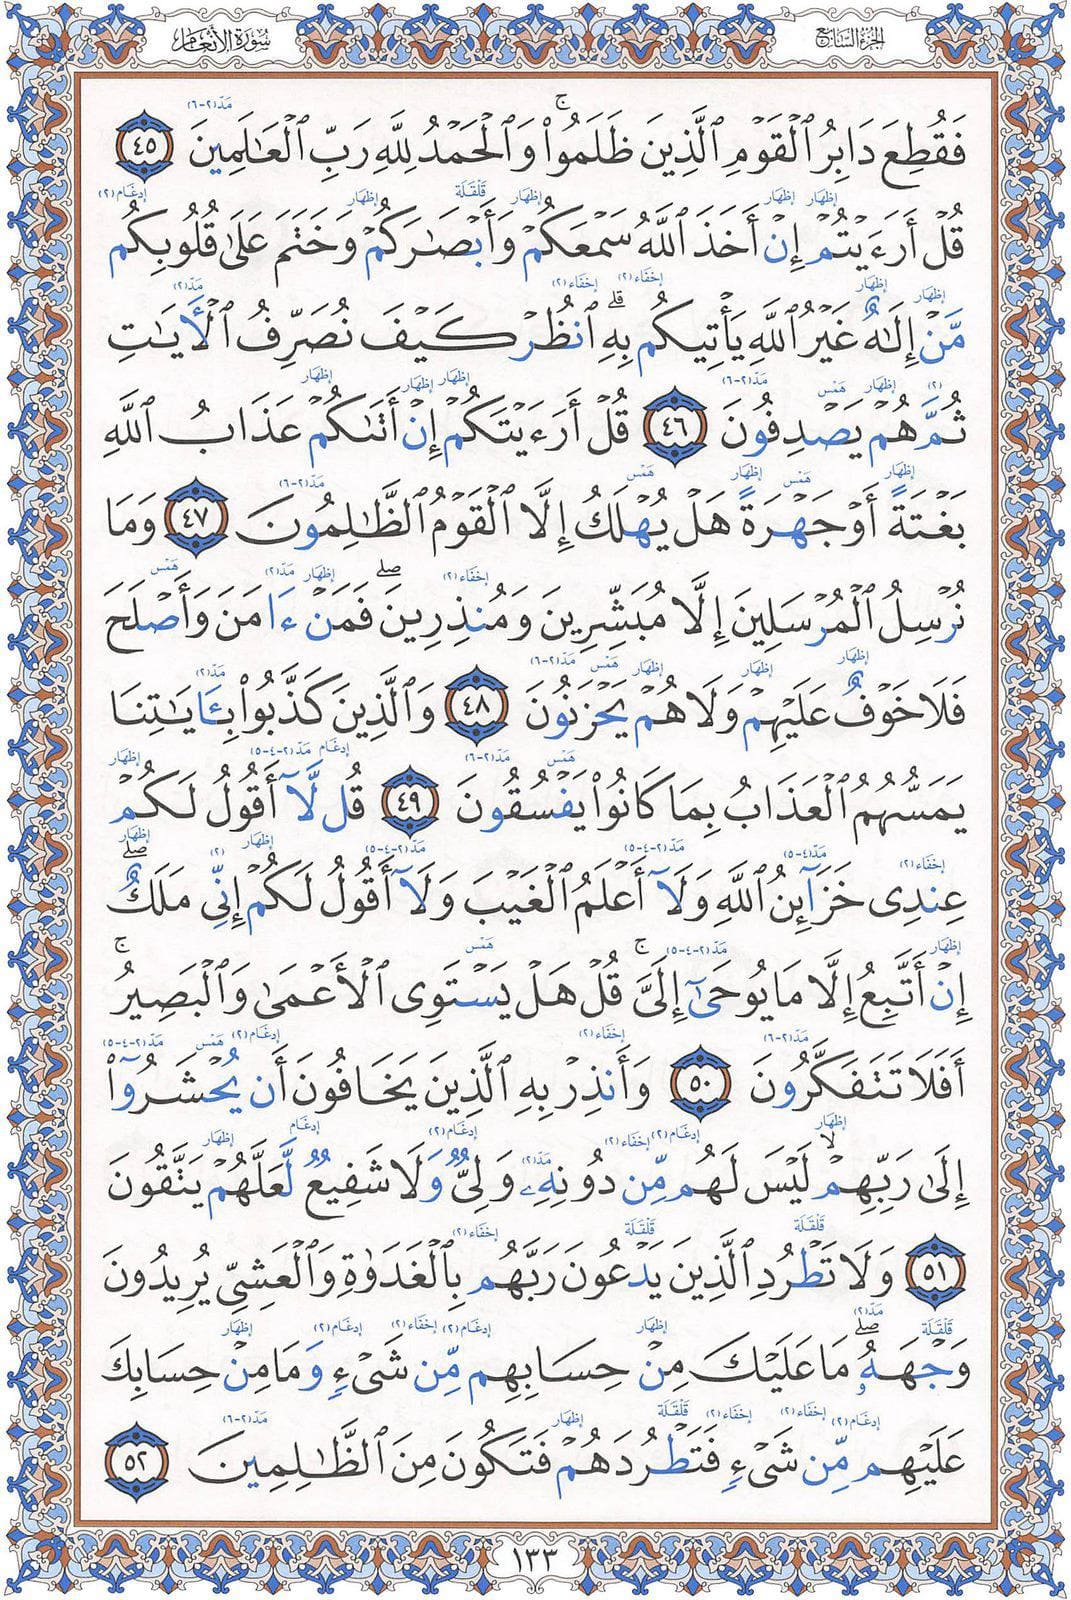 سورة الأنعام
الجزء السابع
فَقُطِعَ دَابِرُ ٱلْقَوْمِ ٱلَّذِينَ ظَلَمُوا۟ ۚ وَٱلْحَمْدُ لِلَّهِ رَبِّ ٱلْعَـٰلَمِينَ ٤٥
قُلْ أَرَءَيْتُمْ إِنْ أَخَذَ ٱللَّهُ سَمْعَكُمْ وَأَبْصَـٰرَكُمْ وَخَتَمَ عَلَىٰ قُلُوبِكُم
مَّنْ إِلَـٰهٌ غَيْرُ ٱللَّهِ يَأْتِيكُم بِهِ ۗ ٱنظُرْ كَيْفَ نُصَرِّفُ ٱلْـَٔايَـٰتِ
ثُمَّ هُمْ يَصْدِفُونَ ٤٦ قُلْ أَرَءَيْتَكُمْ إِنْ أَتَىٰكُمْ عَذَابُ ٱللَّهِ
بَغْتَةً أَوْ جَهْرَةً هَلْ يُهْلَكُ إِلَّا ٱلْقَوْمُ ٱلظَّـٰلِمُونَ ٤٧ وَمَا
نُرْسِلُ ٱلْمُرْسَلِينَ إِلَّا مُبَشِّرِينَ وَمُنذِرِينَ ۖ فَمَنْ ءَامَنَ وَأَصْلَحَ
فَلَا خَوْفٌ عَلَيْهِمْ وَلَا هُمْ يَحْزَنُونَ ٤٨ وَٱلَّذِينَ كَذَّبُوا۟ بِـَٔايَـٰتِنَا
يَمَسُّهُمُ ٱلْعَذَابُ بِمَا كَانُوا۟ يَفْسُقُونَ ٤٩ قُل لَّآ أَقُولُ لَكُمْ
عِندِى خَزَآئِنُ ٱللَّهِ وَلَآ أَعْلَمُ ٱلْغَيْبَ وَلَآ أَقُولُ لَكُمْ إِنِّى مَلَكٌ ۖ
إِنْ أَتَّبِعُ إِلَّا مَا يُوحَىٰٓ إِلَىَّ ۚ قُلْ هَلْ يَسْتَوِى ٱلْأَعْمَىٰ وَٱلْبَصِيرُ ۚ
أَفَلَا تَتَفَكَّرُونَ ٥٠ وَأَنذِرْ بِهِ ٱلَّذِينَ يَخَافُونَ أَن يُحْشَرُوٓا۟
إِلَىٰ رَبِّهِمْ ۙ لَيْسَ لَهُم مِّن دُونِهِۦ وَلِىٌّ وَلَا شَفِيعٌ لَّعَلَّهُمْ يَتَّقُونَ
٥١ وَلَا تَطْرُدِ ٱلَّذِينَ يَدْعُونَ رَبَّهُم بِٱلْغَدَوٰةِ وَٱلْعَشِىِّ يُرِيدُونَ
وَجْهَهُۥ ۖ مَا عَلَيْكَ مِنْ حِسَابِهِم مِّن شَىْءٍ وَمَا مِنْ حِسَابِكَ
عَلَيْهِم مِّن شَىْءٍ فَتَطْرُدَهُمْ فَتَكُونَ مِنَ ٱلظَّـٰلِمِينَ ٥٢
١٣٣